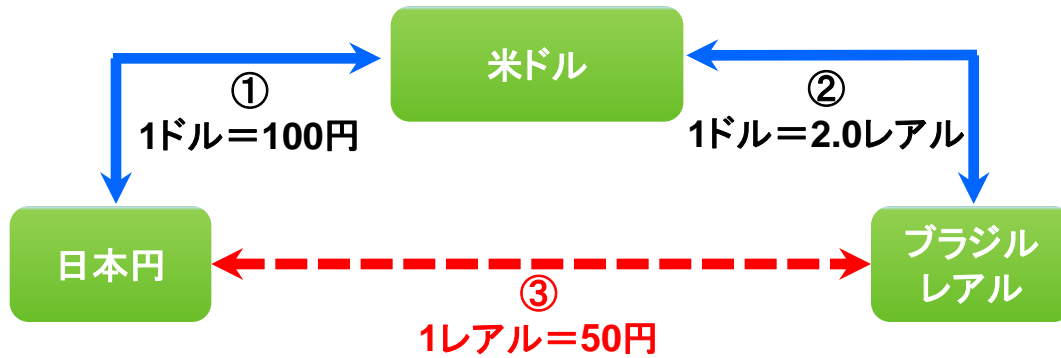 米ドル
①
1ドル＝100円
②
1ドル＝2.0レアル
日本円
ブラジル
レアル
③
1レアル＝50円